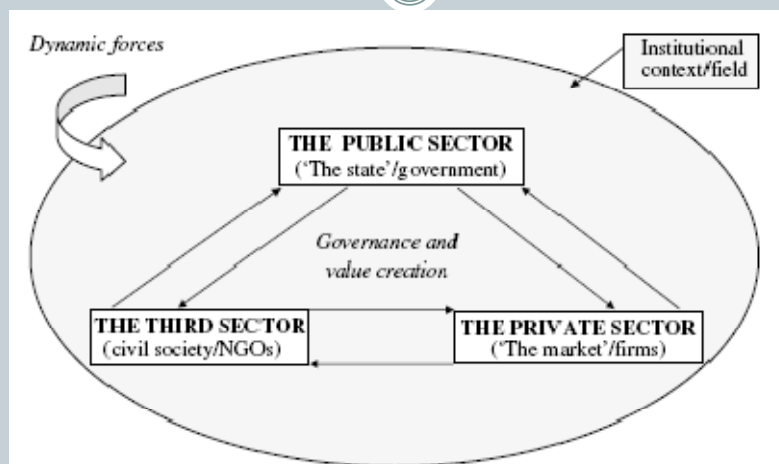 Dynamic forces
Institutional
context/field
THE PUBLIC SECTOR
('The state'/government)
Governance and
value creation
THE THIRD SECTOR
(civil society/NGOs)
THE PRIVATE SECTOR
('The market'/firms)